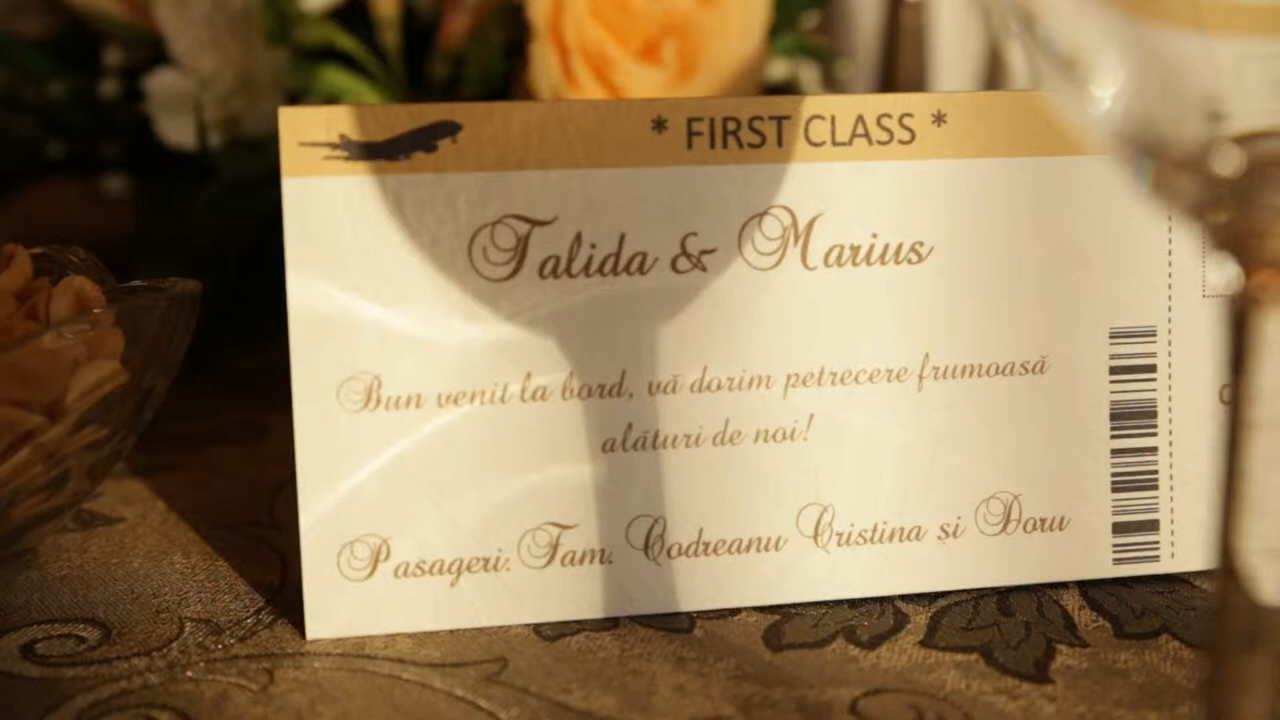 * FIRST CLASS *
Talida & Marius
Bun venit la bord, vă dorim petrecere frumoasă
alături de noi!
Pasageri: Fam. Codreanu Cristina și Doru